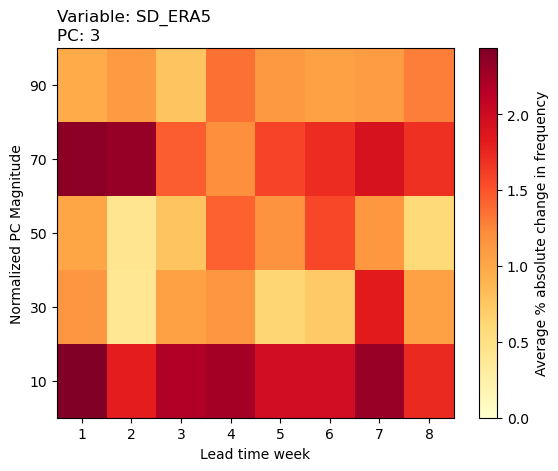 Variable: SD_ERA5
PC: 3
Normalized PC Magnitude
90
70
50
30
10
1 2 3 4 5 6 7 8
Lead time week
2.0
1.5
1.0
0.5
0.0
Average % absolute change in frequency